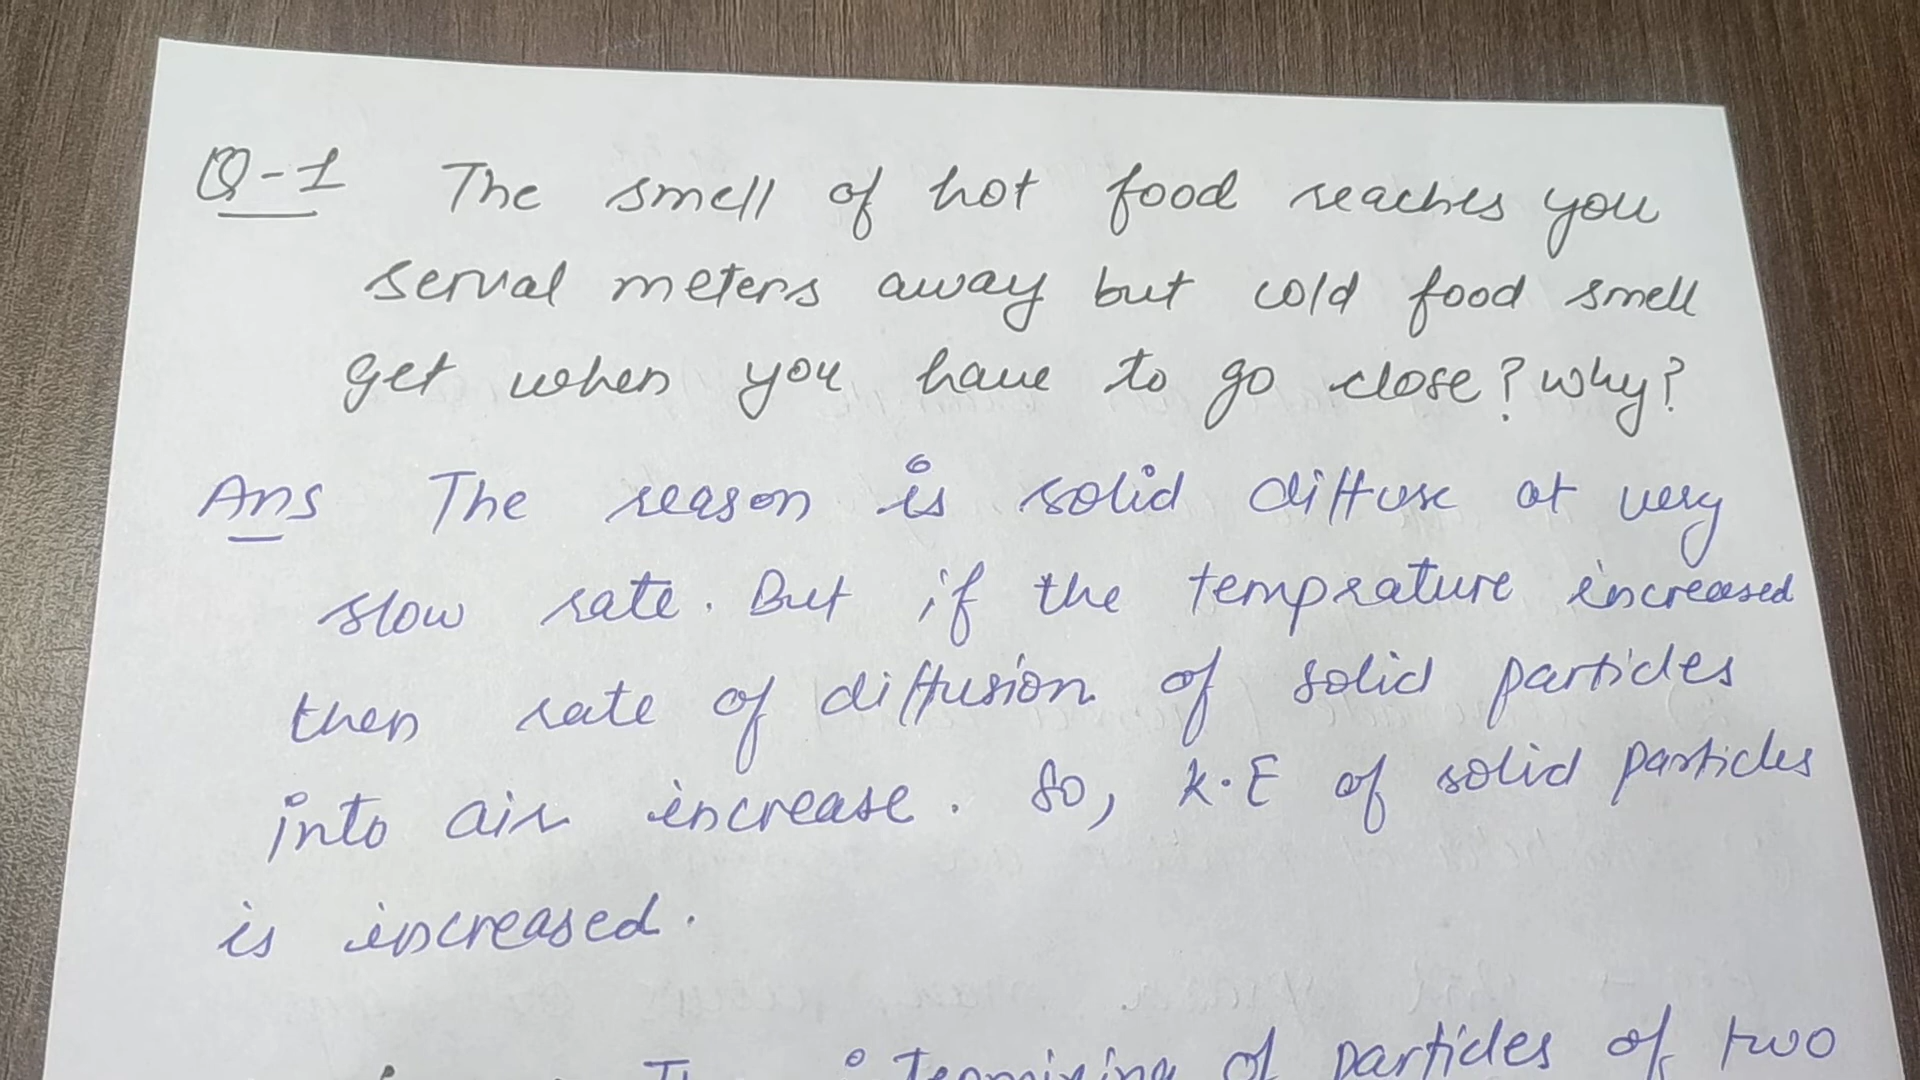 Q-1 The smell of hot food reaches you
serval meters away but cold food smell
get when you have to go close? why?
Ans The reason is solid diffuse at very
slow rate. But if the temprature increased
then rate of diffusion of solid particles
into air increase. So, K.E of solid particles
is increased.
of particles of two